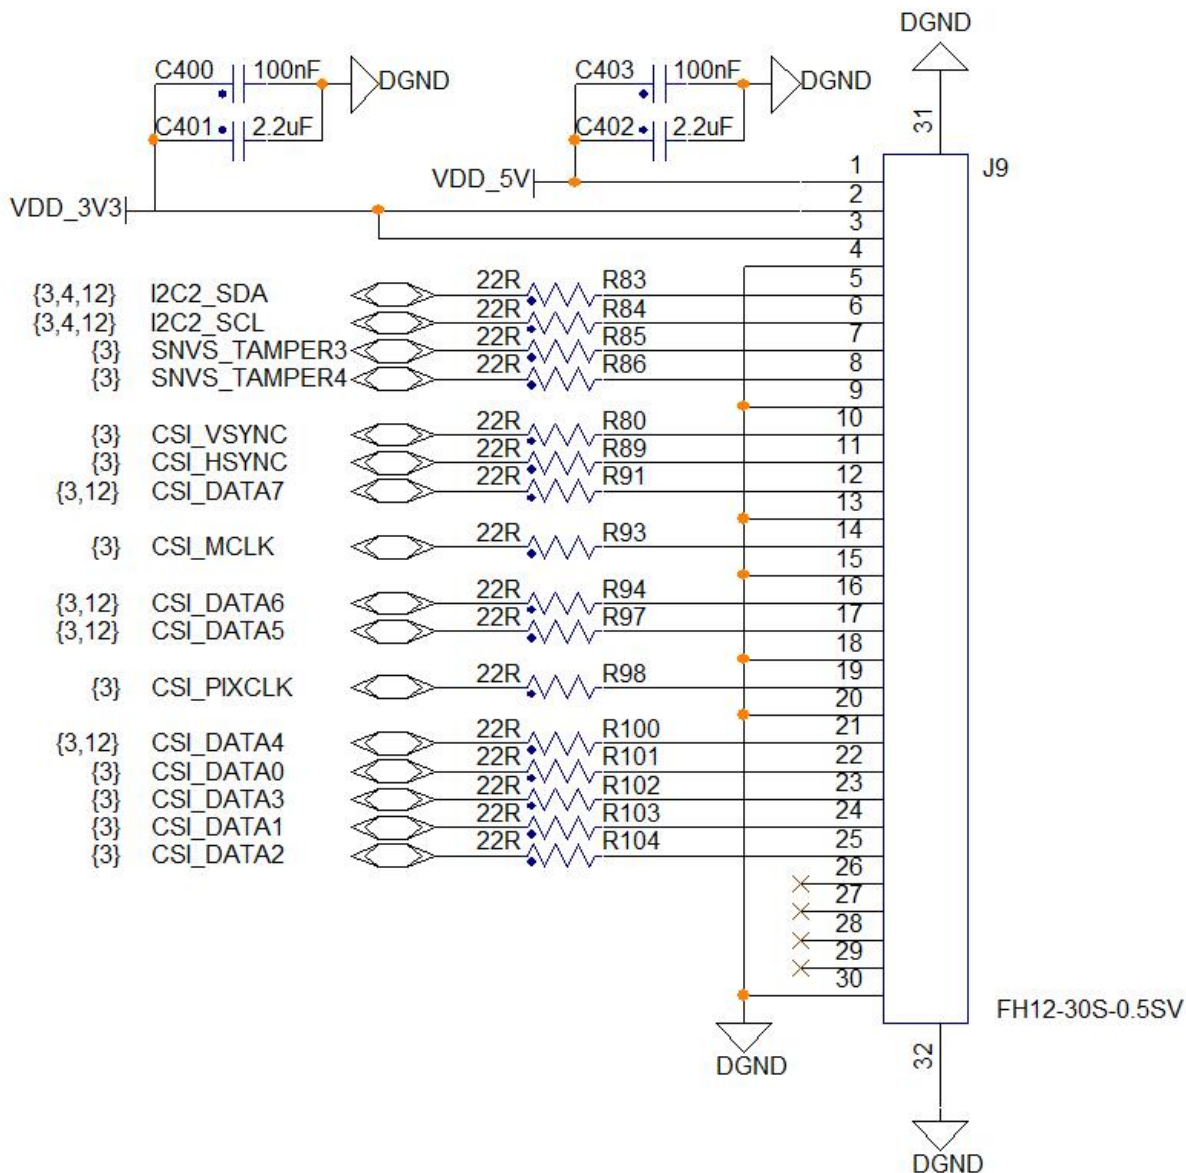 DGND
C400 100nF DGND C403 100nF DGND
31
C401 2.2uF C402 2.2uF
1 J9
VDD_5V
2
VDD_3V3
3
4
5
{3,4,12} I2C2_SDA 22R R83
6
{3,4,12} I2C2_SCL 22R R84
7
{3} SNVS_TAMPER3 22R R85
8
{3} SNVS_TAMPER4 22R R86
9
10
{3} CSI_VSYNC 22R R80
11
{3} CSI_HSYNC 22R R89
12
{3,12} CSI_DATA7 22R R91
13
14
{3} CSI_MCLK 22R R93
15
16
{3,12} CSI_DATA6 22R R94
17
{3,12} CSI_DATA5 22R R97
18
19
{3} CSI_PIXCLK 22R R98
20
21
{3,12} CSI_DATA4 22R R100
22
{3} CSI_DATA0 22R R101
23
{3} CSI_DATA3 22R R102
24
{3} CSI_DATA1 22R R103
25
{3} CSI_DATA2 22R R104
26
27
28
29
30
FH12-30S-0.5SV
32
DGND
DGND